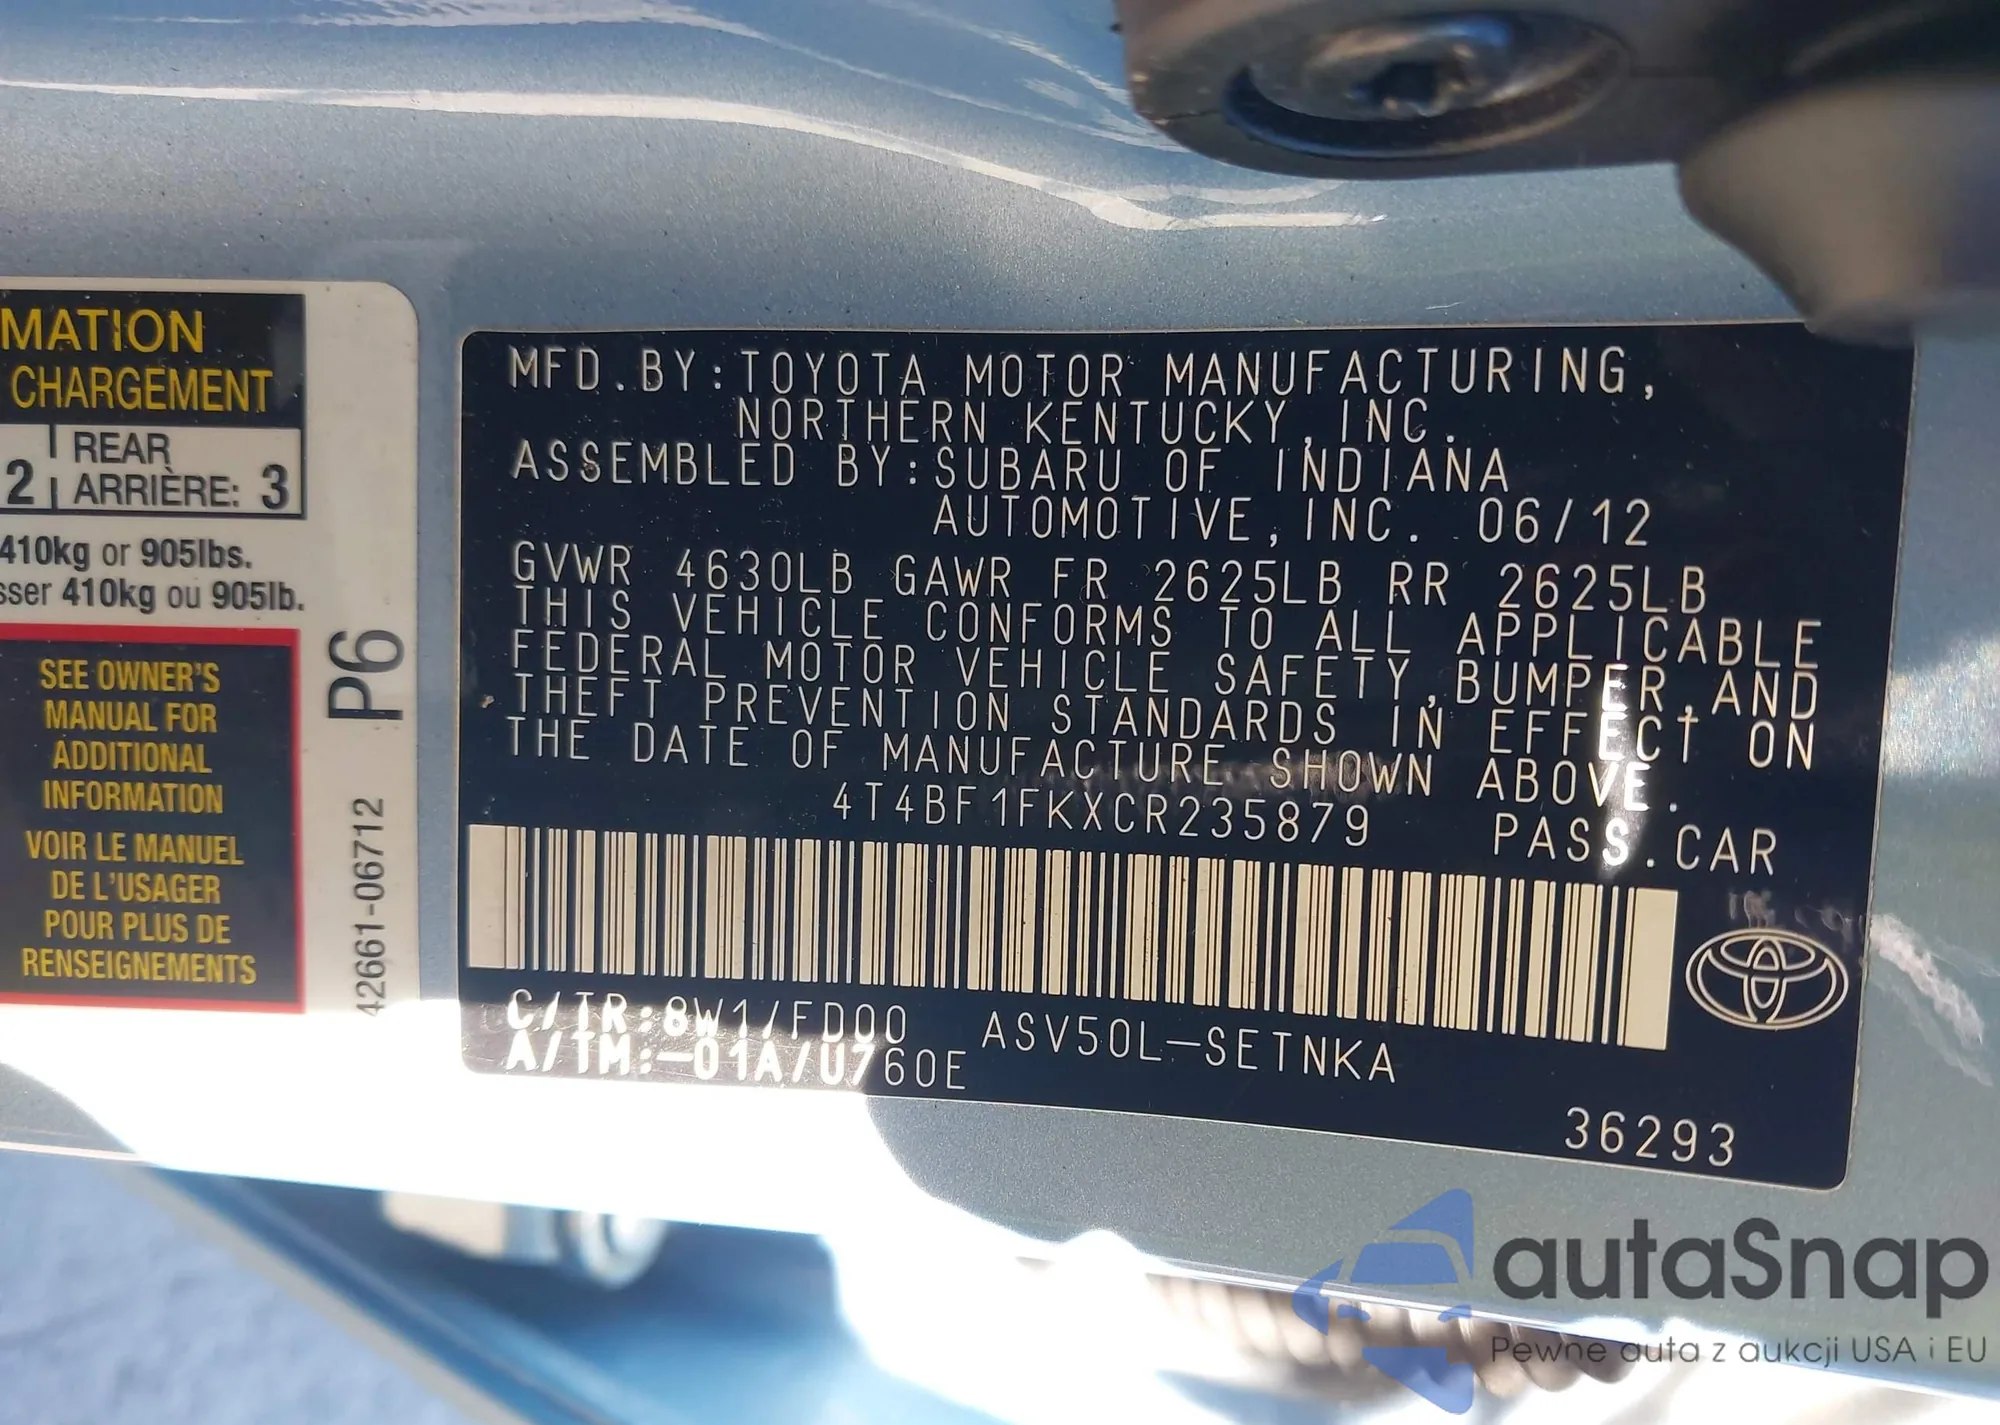 MATION
CHARGEMENT
2 REAR
ARRIÈRE: 3
410kg or 905lbs.
sser 410kg ou 905lb.
SEE OWNER'S
MANUAL FOR
ADDITIONAL
INFORMATION
VOIR LE MANUEL
DE L'USAGER
POUR PLUS DE
RENSEIGNEMENTS
P6
42661-06712
MFD.BY:TOYOTA MOTOR MANUFACTURING,
NORTHERN KENTUCKY,INC.
ASSEMBLED BY:SUBARU OF INDIANA
AUTOMOTIVE,INC. 06/12
GVWR 4630LB GAWR FR 2625LB RR 2625LB
THIS VEHICLE CONFORMS TO ALL APPLICABLE
FEDERAL MOTOR VEHICLE SAFETY,BUMPER,AND
THEFT PREVENTION STANDARDS IN EFFECT ON
THE DATE OF MANUFACTURE SHOWN ABOVE.
4T4BF1FKXCR235879 PASS.CAR
C/TR:8W1/FD00 ASV50L-SETNKA
A/TM:-01A/U760E
36293
autaSnap
Pewne auta z aukcji USA i EU